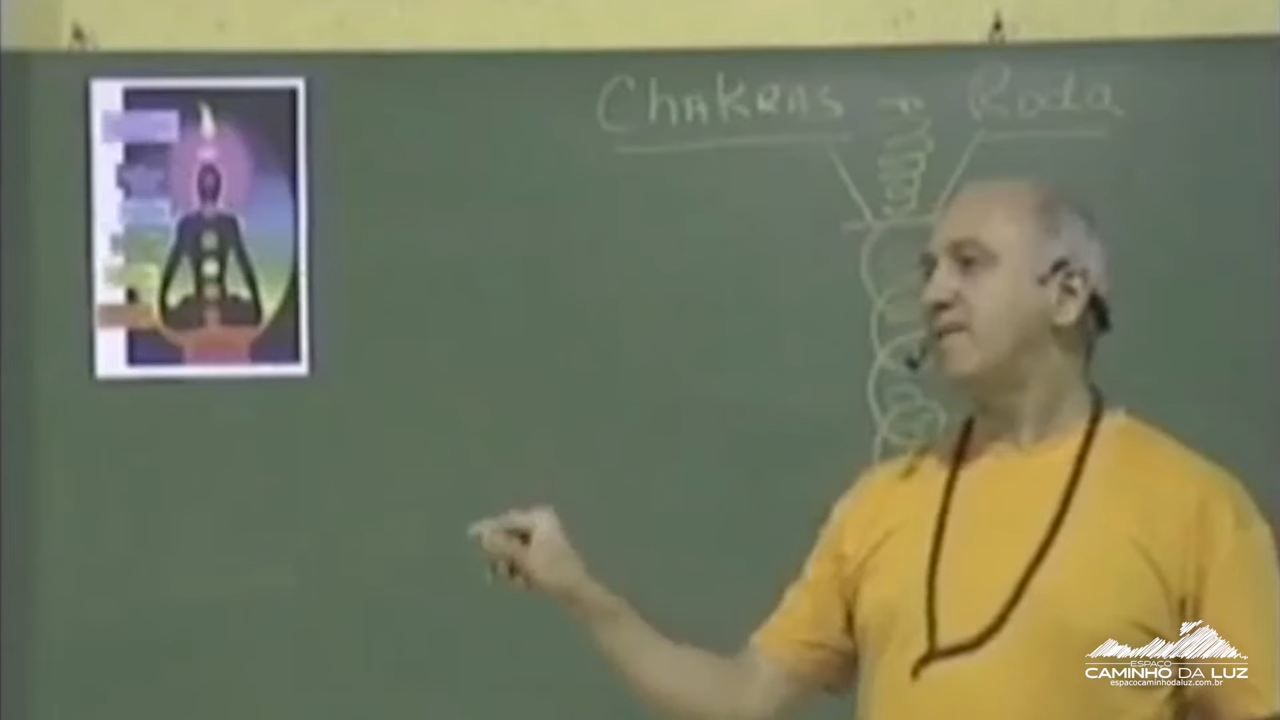 Chakras Roda
ESPAÇO
CAMINHO DA LUZ
espacocaminhodaluz.com.br